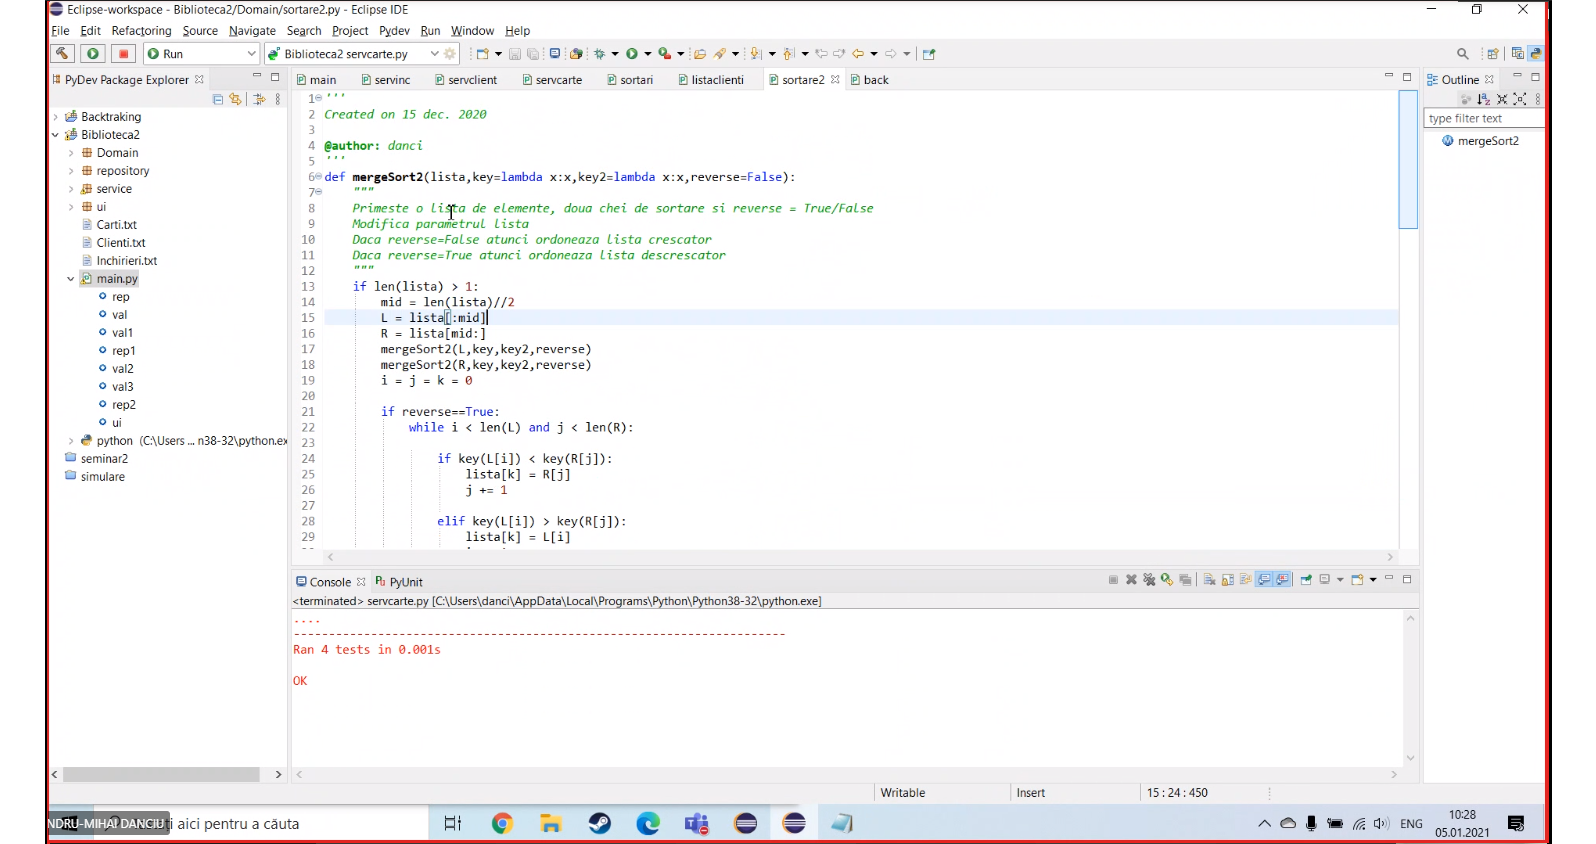 Eclipse-workspace - Biblioteca2/Domain/sortare2.py - Eclipse IDE
File Edit Refactoring Source Navigate Search Project Pydev Run Window Help
Run
Biblioteca2 servcarte.py
PyDev Package Explorer
main servinc servclient servcarte sortari listaclienti sortare2 back
Outline
type filter text
mergeSort2
Backtraking
Biblioteca2
Domain
repository
service
ui
Carti.txt
Clienti.txt
Inchirieri.txt
main.py
rep
val
val1
rep1
val2
val3
rep2
ui
python (C:\Users ... n38-32\python.ex
seminar2
simulare
1 '''
2 Created on 15 dec. 2020
3
4 @author: danci
5 '''
6 def mergeSort2(lista,key=lambda x:x,key2=lambda x:x,reverse=False):
7 """
8 Primeste o lista de elemente, doua chei de sortare si reverse = True/False
9 Modifica parametrul lista
10 Daca reverse=False atunci ordoneaza lista crescator
11 Daca reverse=True atunci ordoneaza lista descrescator
12 """
13 if len(lista) > 1:
14 mid = len(lista)//2
15 L = lista[:mid]
16 R = lista[mid:]
17 mergeSort2(L,key,key2,reverse)
18 mergeSort2(R,key,key2,reverse)
19 i = j = k = 0
20
21 if reverse==True:
22 while i < len(L) and j < len(R):
23
24 if key(L[i]) < key(R[j]):
25 lista[k] = R[j]
26 j += 1
27
28 elif key(L[i]) > key(R[j]):
29 lista[k] = L[i]
Console PyUnit
<terminated> servcarte.py [C:\Users\danci\AppData\Local\Programs\Python\Python38-32\python.exe]
....
----------------------------------------------------------------------
Ran 4 tests in 0.001s
OK
Writable Insert 15 : 24 : 450
NDRU-MIHAI DANCIU ți aici pentru a căuta
ENG
10:28
05.01.2021